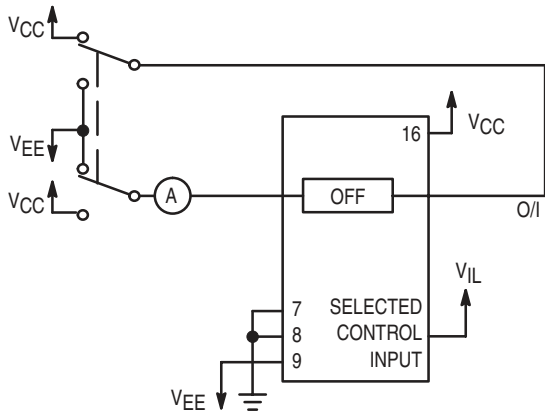 VCC
VEE
VCC
A
OFF
16
VCC
O/I
VIL
7 SELECTED
8 CONTROL
9 INPUT
VEE